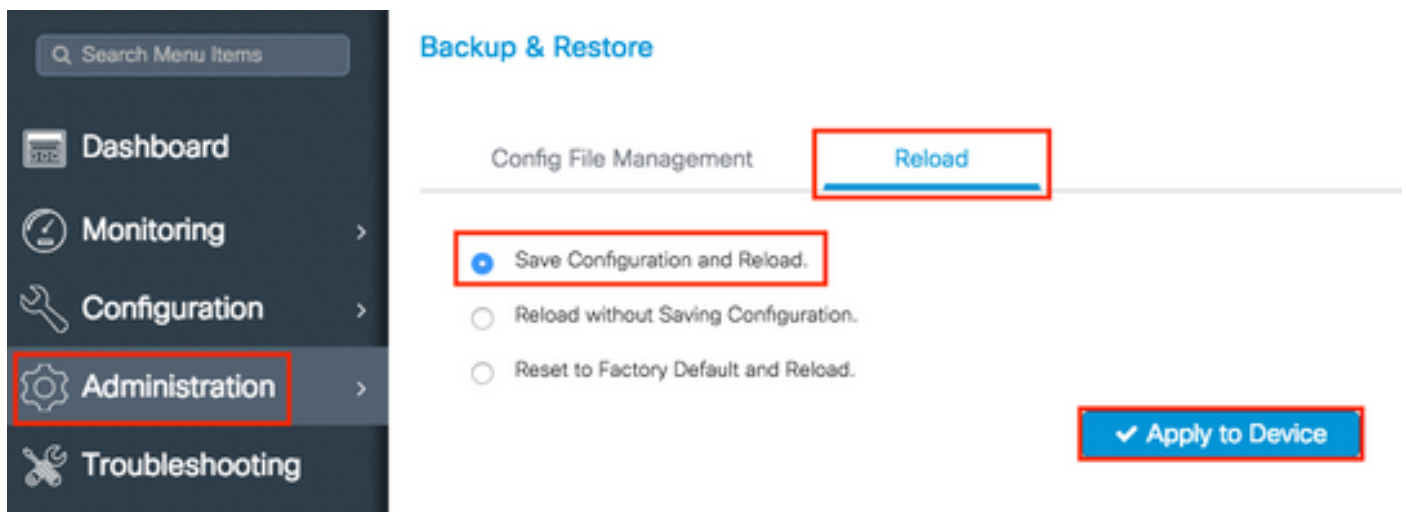 Search Menu Items
Dashboard
Monitoring
Configuration
Administration
Troubleshooting
Backup & Restore
Config File Management
Reload
Save Configuration and Reload.
Reload without Saving Configuration.
Reset to Factory Default and Reload.
Apply to Device